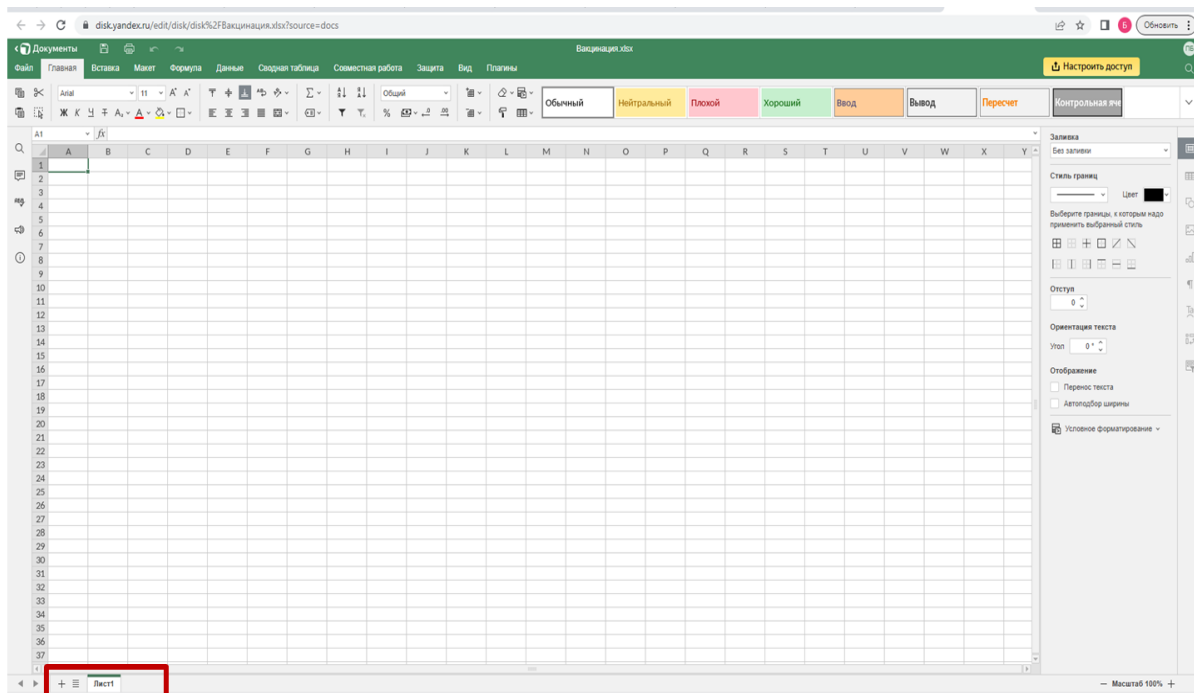 disk.yandex.ru/edit/disk/disk%2FВакцинация.xlsx?source=docs
Б
Обновить
Документы
Вакцинация.xlsx
ПБ
Файл Главная Вставка Макет Формула Данные Сводная таблица Совместная работа Защита Вид Плагины
Настроить доступ
Arial 11
Общий
Обычный Нейтральный Плохой Хороший Ввод Вывод Пересчет Контрольная яче
Ж К Ч
%
A1 fx
A B C D E F G H I J K L M N O P Q R S T U V W X Y
1
2
3
4
5
6
7
8
9
10
11
12
13
14
15
16
17
18
19
20
21
22
23
24
25
26
27
28
29
30
31
32
33
34
35
36
37
Заливка
Без заливки
Стиль границ
Цвет
Выберите границы, к которым надо
применить выбранный стиль
Отступ
0
Ориентация текста
Угол 0°
Отображение
Перенос текста
Автоподбор ширины
Условное форматирование
Лист1
Масштаб 100%